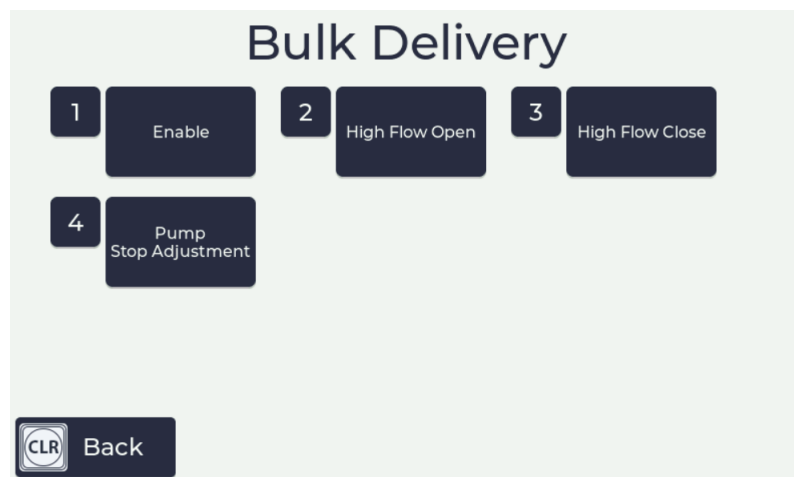 Bulk Delivery
1
Enable
2
High Flow Open
3
High Flow Close
4
Pump
Stop Adjustment
CLR
Back